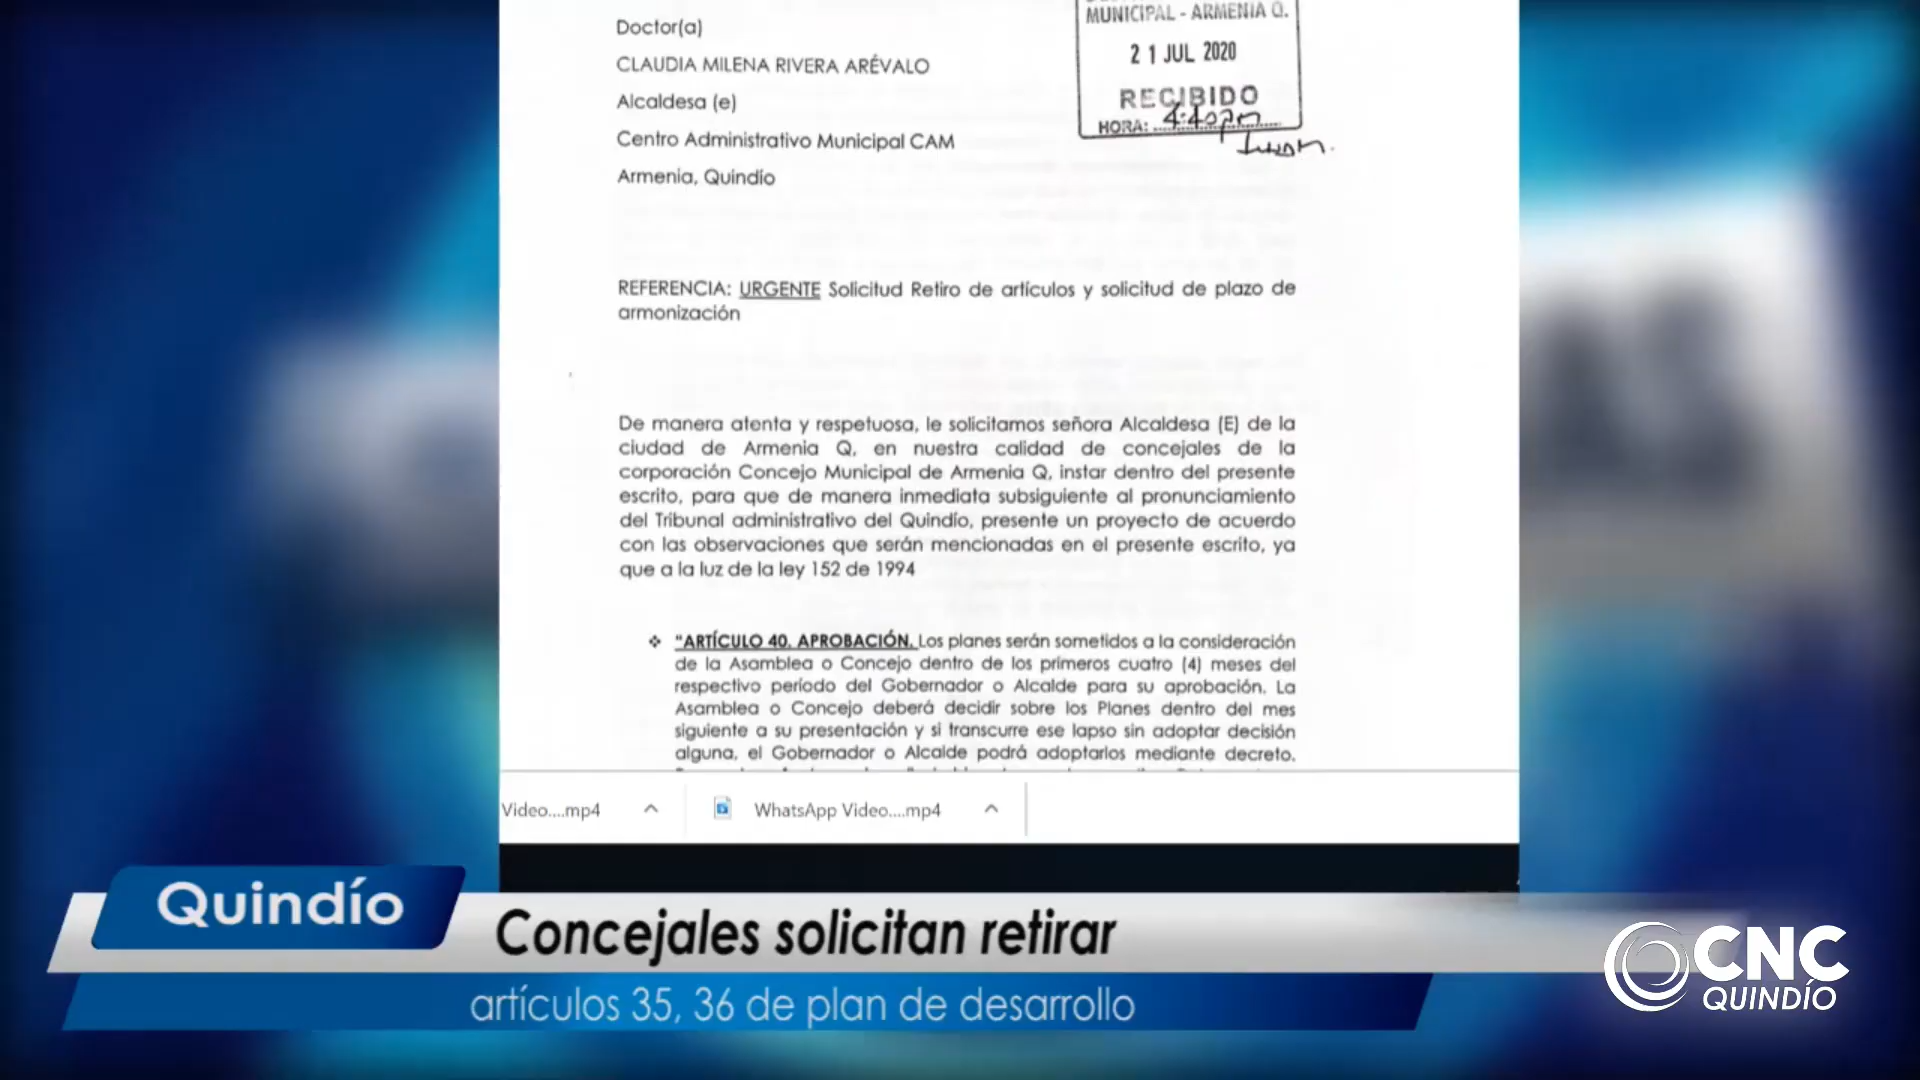 Doctor(a)
MUNICIPAL - ARMENIA Q.
CLAUDIA MILENA RIVERA ARÉVALO
21 JUL 2020
Alcaldesa (e)
RECIBIDO
HORA: 4:40pm
Centro Administrativo Municipal CAM
Armenia, Quindío
REFERENCIA: URGENTE Solicitud Retiro de artículos y solicitud de plazo de
armonización
De manera atenta y respetuosa, le solicitamos señora Alcaldesa (E) de la
ciudad de Armenia Q, en nuestra calidad de concejales de la
corporación Concejo Municipal de Armenia Q, instar dentro del presente
escrito, para que de manera inmediata subsiguiente al pronunciamiento
del Tribunal administrativo del Quindío, presente un proyecto de acuerdo
con las observaciones que serán mencionadas en el presente escrito, ya
que a la luz de la ley 152 de 1994
❖ "ARTÍCULO 40. APROBACIÓN. Los planes serán sometidos a la consideración
de la Asamblea o Concejo dentro de los primeros cuatro (4) meses del
respectivo período del Gobernador o Alcalde para su aprobación. La
Asamblea o Concejo deberá decidir sobre los Planes dentro del mes
siguiente a su presentación y si transcurre ese lapso sin adoptar decisión
alguna, el Gobernador o Alcalde podrá adoptarlos mediante decreto.
Video....mp4
WhatsApp Video....mp4
Quindío
Concejales solicitan retirar
artículos 35, 36 de plan de desarrollo
CNC
QUINDÍO